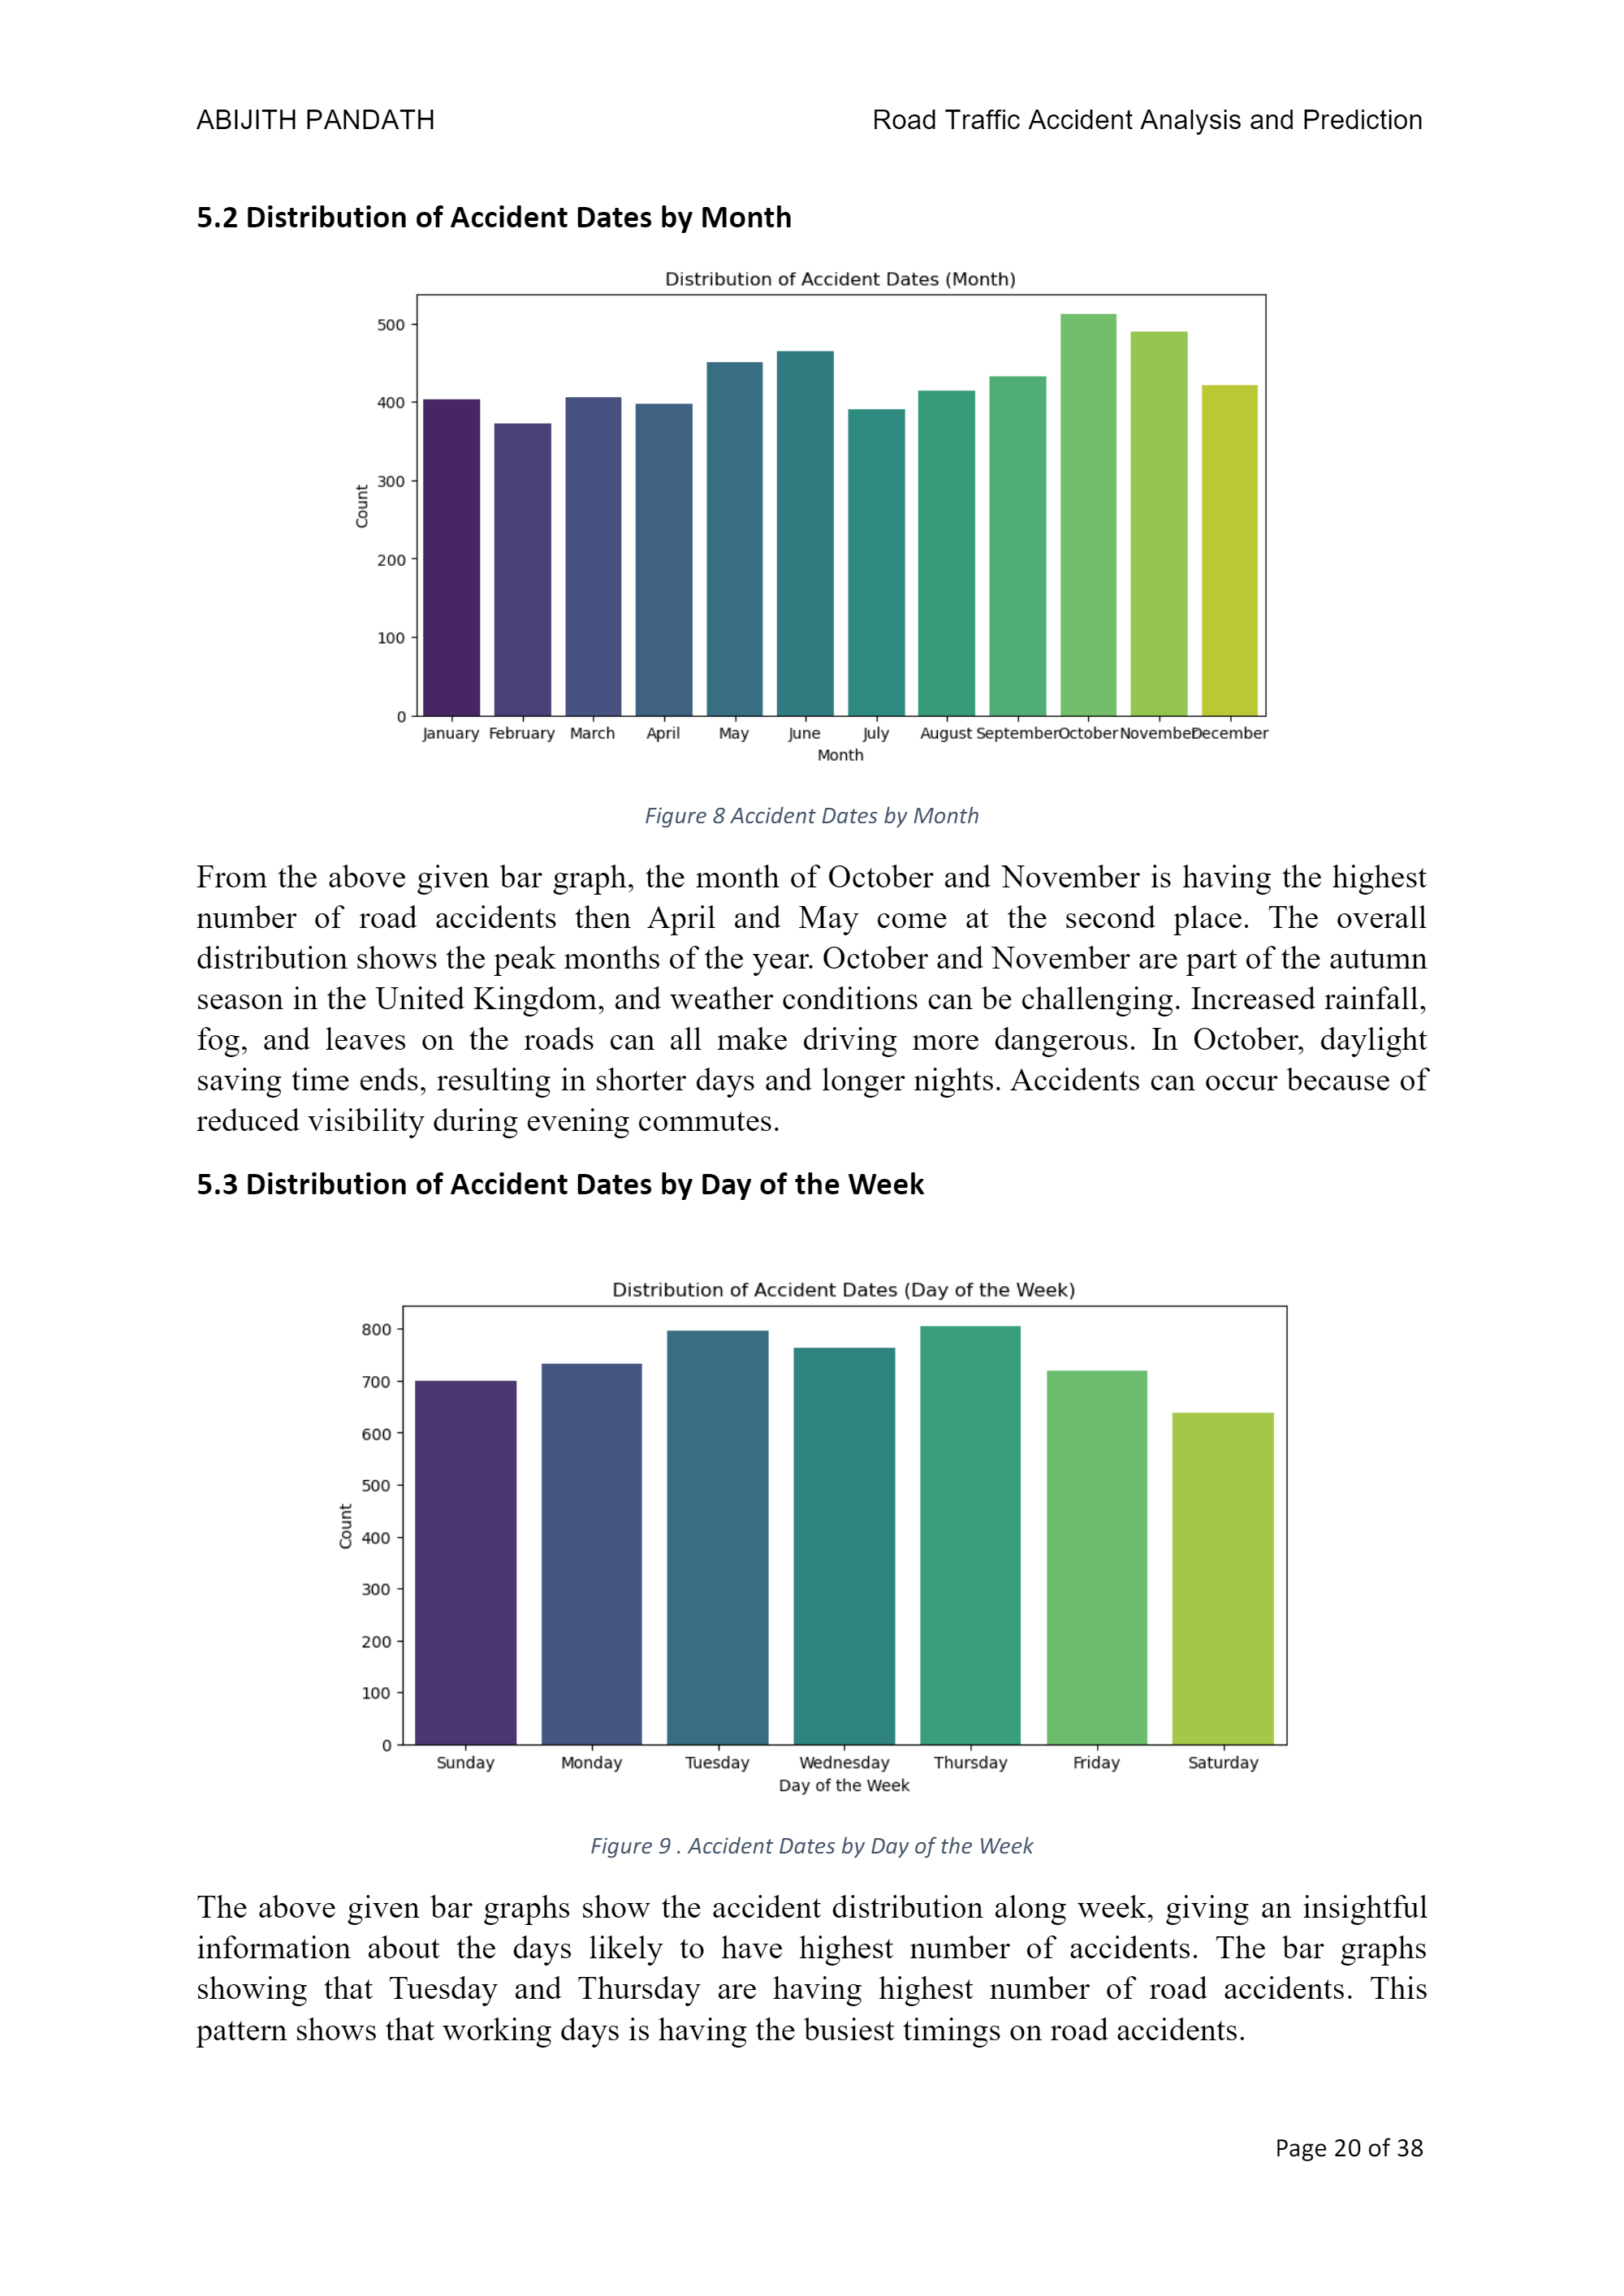 ABIJITH PANDATH
Road Traffic Accident Analysis and Prediction
5.2 Distribution of Accident Dates by Month
Distribution of Accident Dates (Month)
500
400
300
200
100
0
Count
January February March April May June July August September October November December
Month
Figure 8 Accident Dates by Month
From the above given bar graph, the month of October and November is having the highest
number of road accidents then April and May come at the second place. The overall
distribution shows the peak months of the year. October and November are part of the autumn
season in the United Kingdom, and weather conditions can be challenging. Increased rainfall,
fog, and leaves on the roads can all make driving more dangerous. In October, daylight
saving time ends, resulting in shorter days and longer nights. Accidents can occur because of
reduced visibility during evening commutes.
5.3 Distribution of Accident Dates by Day of the Week
Distribution of Accident Dates (Day of the Week)
800
700
600
500
400
300
200
100
0
Count
Sunday Monday Tuesday Wednesday Thursday Friday Saturday
Day of the Week
Figure 9 . Accident Dates by Day of the Week
The above given bar graphs show the accident distribution along week, giving an insightful
information about the days likely to have highest number of accidents. The bar graphs
showing that Tuesday and Thursday are having highest number of road accidents. This
pattern shows that working days is having the busiest timings on road accidents.
Page 20 of 38